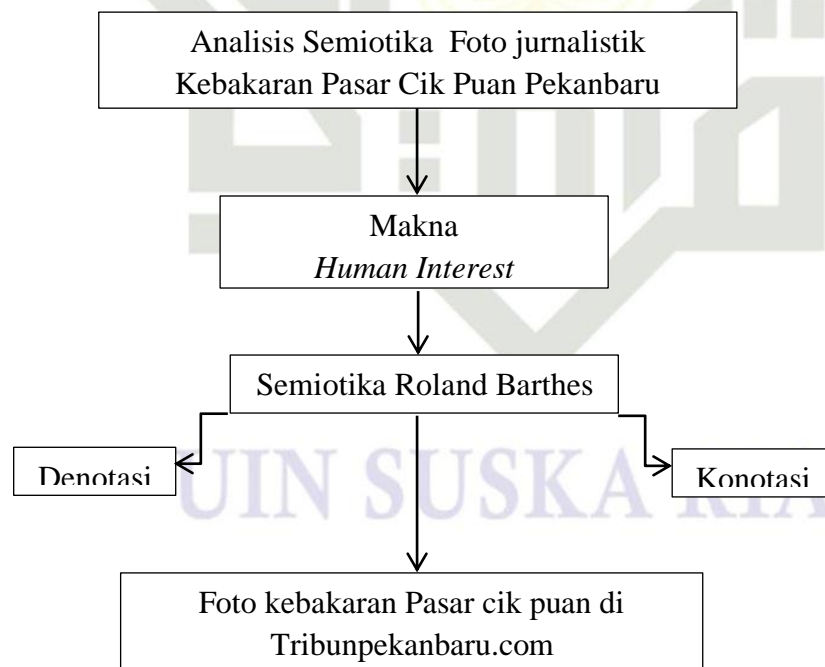 Analisis Semiotika Foto jurnalistik
Kebakaran Pasar Cik Puan Pekanbaru
Makna
Human Interest
Semiotika Roland Barthes
Denotasi
Konotasi
UIN SUSKA RIA
Foto kebakaran Pasar cik puan di
Tribunpekanbaru.com